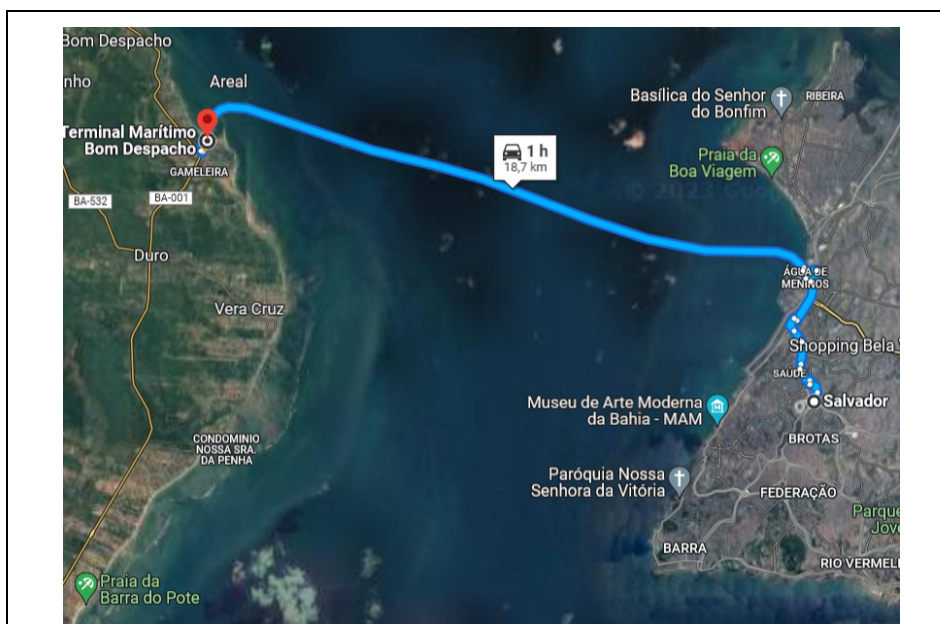 Bom Despacho
nho
Areal
Basílica do Senhor
do Bonfim
RIBEIRA
Terminal Marítimo
Bom Despacho
1 h
18,7 km
Praia da
Boa Viagem
GAMELEIRA
BA-532
BA-001
Duro
ÁGUA DE
MENINOS
Vera Cruz
Shopping Bela V
SAÚDE
Salvador
Museu de Arte Moderna
da Bahia - MAM
BROTAS
CONDOMINIO
NOSSA SRA.
DA PENHA
Paróquia Nossa
Senhora da Vitória
FEDERAÇÃO
Parque
Jove
BARRA
RIO VERMEL
Praia da
Barra do Pote